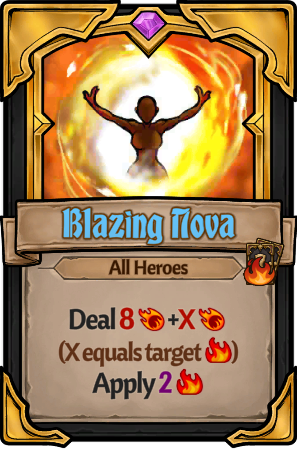 Blazing Nova
All Heroes
Deal 8 +X
(X equals target )
Apply 2